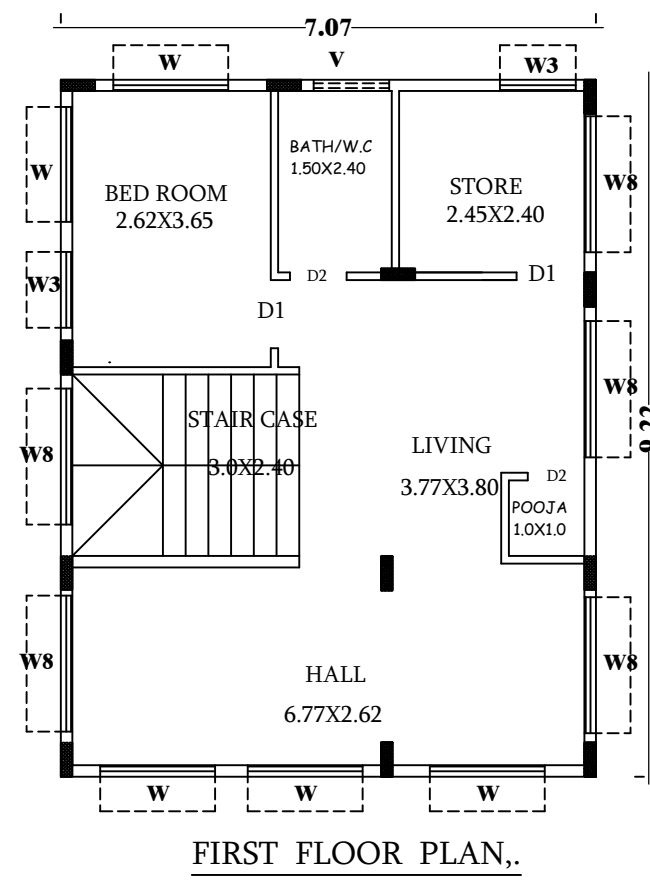 7.07
W
V
W3
W
BATH/W.C
1.50X2.40
BED ROOM
2.62X3.65
STORE
2.45X2.40
W8
W3
D2
D1
D1
W8
9.22
STAIR CASE
3.0X2.40
W8
LIVING
3.77X3.80
D2
POOJA
1.0X1.0
W8
HALL
6.77X2.62
W8
W
W
W
FIRST FLOOR PLAN,.